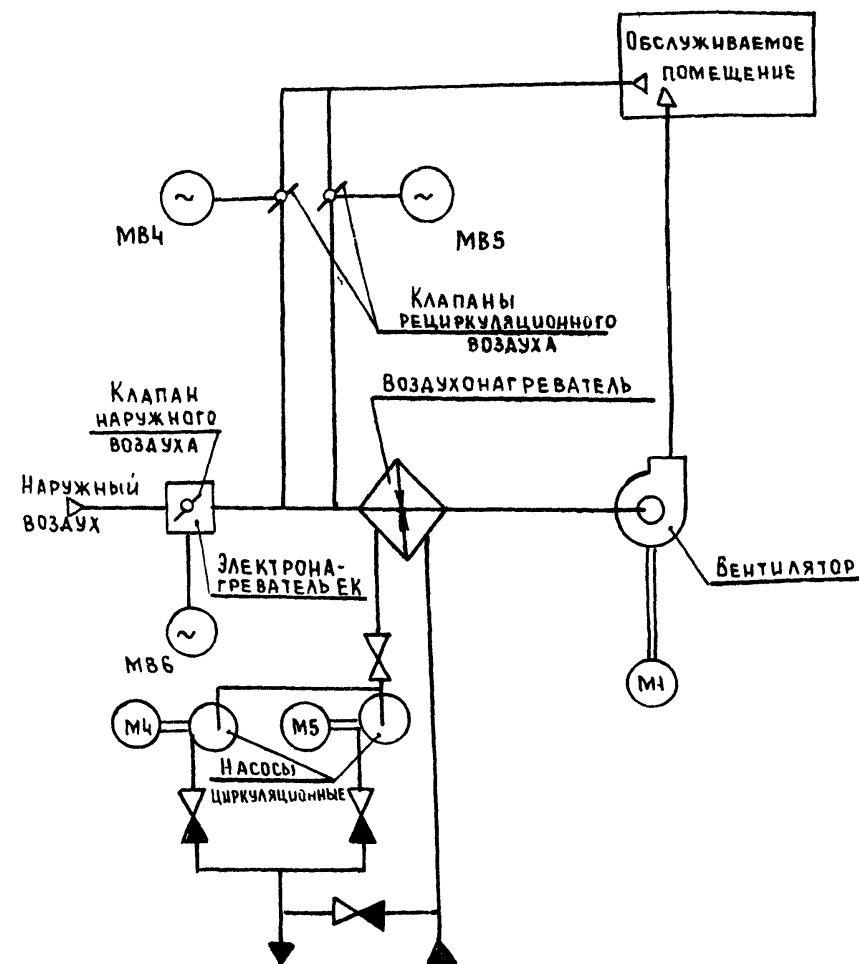 Обслуживаемое
помещение
МВ4
МВ5
Клапаны
рециркуляционного
воздуха
Воздухонагреватель
Клапан
наружного
воздуха
Наружный
воздух
Электрона-
греватель ЕК
Вентилятор
МВ6
М1
М4
М5
Насосы
циркуляционные
~
~
~